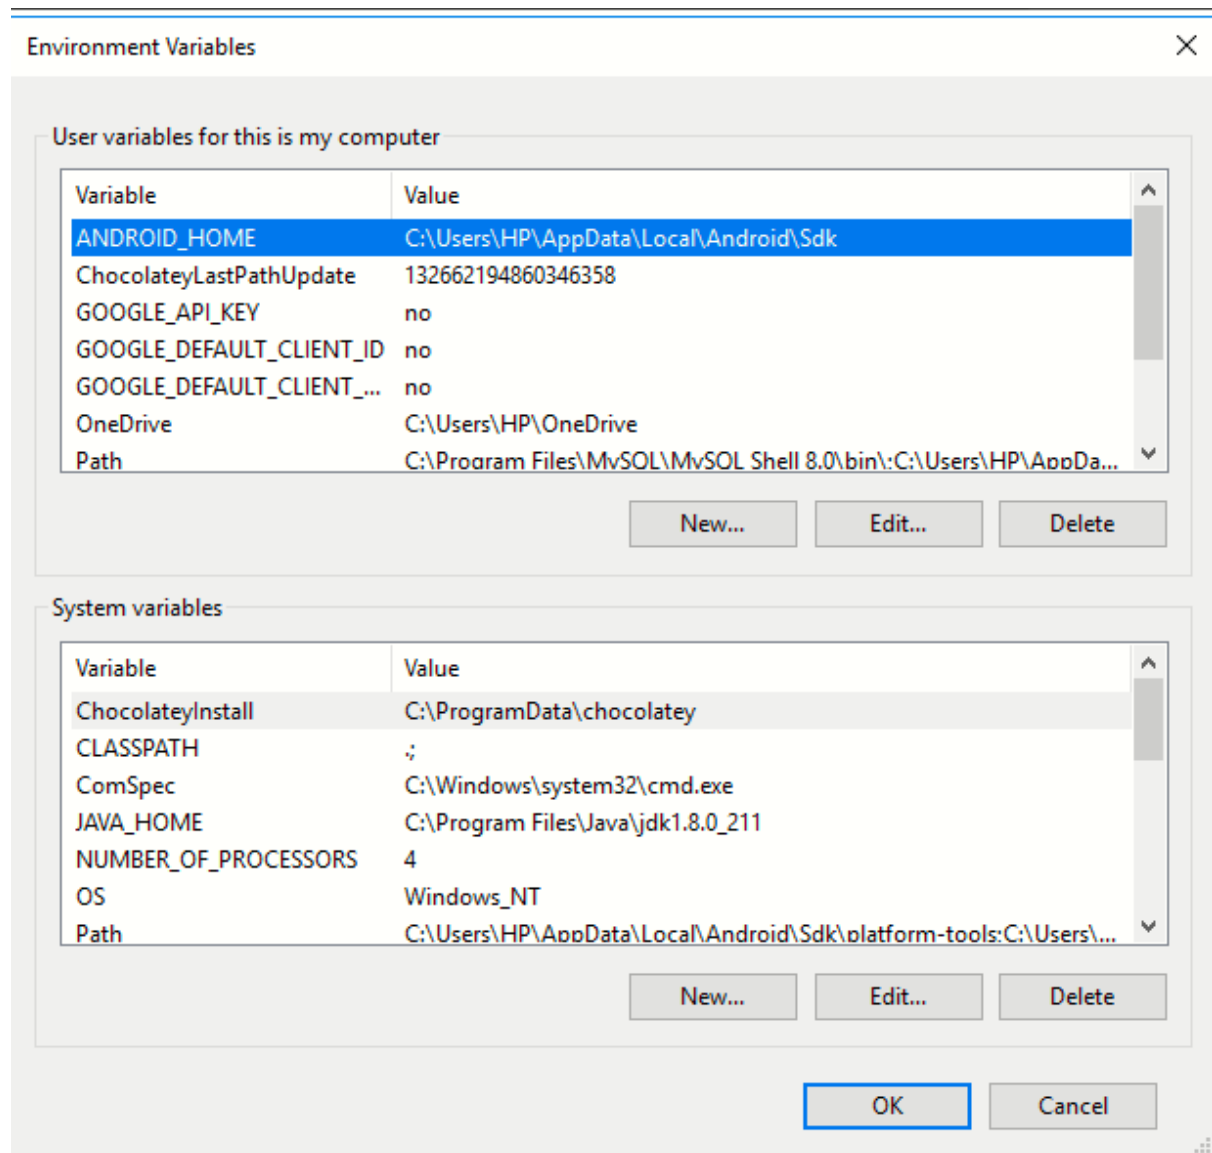 Environment Variables
User variables for this is my computer
Variable Value
ANDROID_HOME C:\Users\HP\AppData\Local\Android\Sdk
ChocolateyLastPathUpdate 132662194860346358
GOOGLE_API_KEY no
GOOGLE_DEFAULT_CLIENT_ID no
GOOGLE_DEFAULT_CLIENT_... no
OneDrive C:\Users\HP\OneDrive
Path C:\Program Files\MySQL\MySQL Shell 8.0\bin\;C:\Users\HP\AppDa...
New... Edit... Delete
System variables
Variable Value
ChocolateyInstall C:\ProgramData\chocolatey
CLASSPATH .;
ComSpec C:\Windows\system32\cmd.exe
JAVA_HOME C:\Program Files\Java\jdk1.8.0_211
NUMBER_OF_PROCESSORS 4
OS Windows_NT
Path C:\Users\HP\AppData\Local\Android\Sdk\platform-tools;C:\Users\...
New... Edit... Delete
OK Cancel